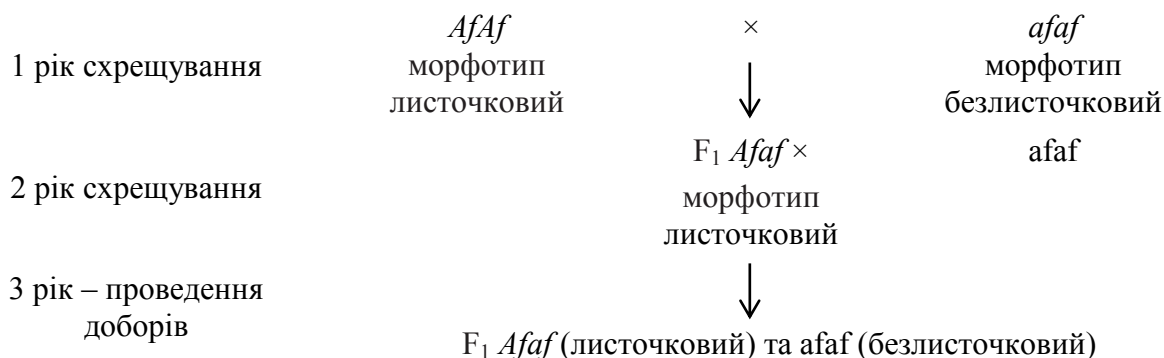 AfAf × afaf
1 рік схрещування
морфотип листочковий
морфотип безлисточковий
F₁ Afaf × afaf
2 рік схрещування
морфотип листочковий
3 рік – проведення
доборів
F₁ Afaf (листочковий) та afaf (безлисточковий)